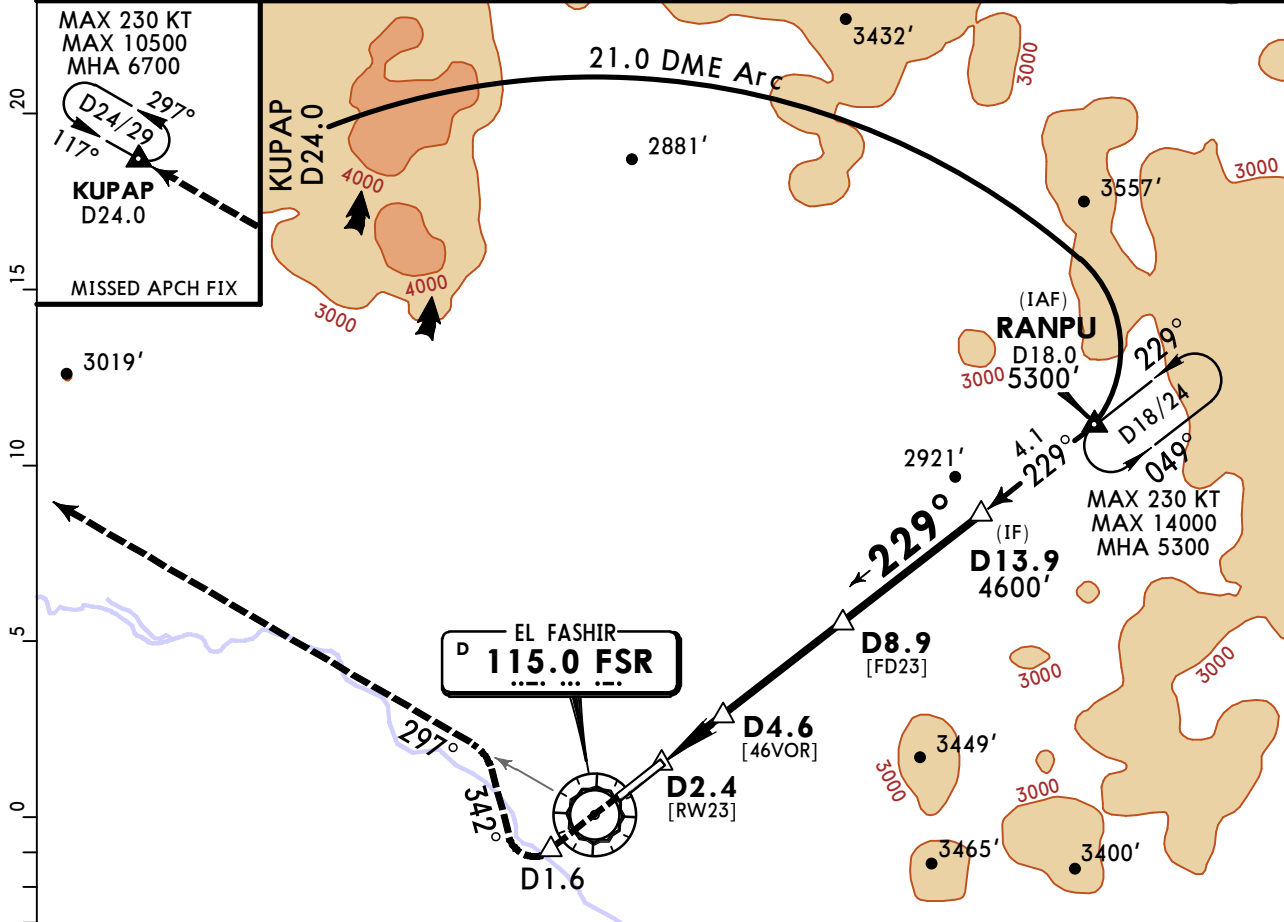 MAX 230 KT
MAX 10500
MHA 6700
D24/29
297°
117°
KUPAP
D24.0
MISSED APCH FIX
KUPAP
D24.0
21.0 DME Arc
3432'
3000
2881'
4000
3557'
3000
4000
3000
20
15
10
5
0
3019'
(IAF)
RANPU
D18.0
5300'
3000
229°
D18/24
049°
MAX 230 KT
MAX 14000
MHA 5300
4.1
229°
2921'
229°
(IF)
D13.9
4600'
D8.9
[FD23]
EL FASHIR
D 115.0 FSR
D4.6
[46VOR]
D2.4
[RW23]
D1.6
297°
342°
3000
3000
3449'
3000
3000
3465'
3400'